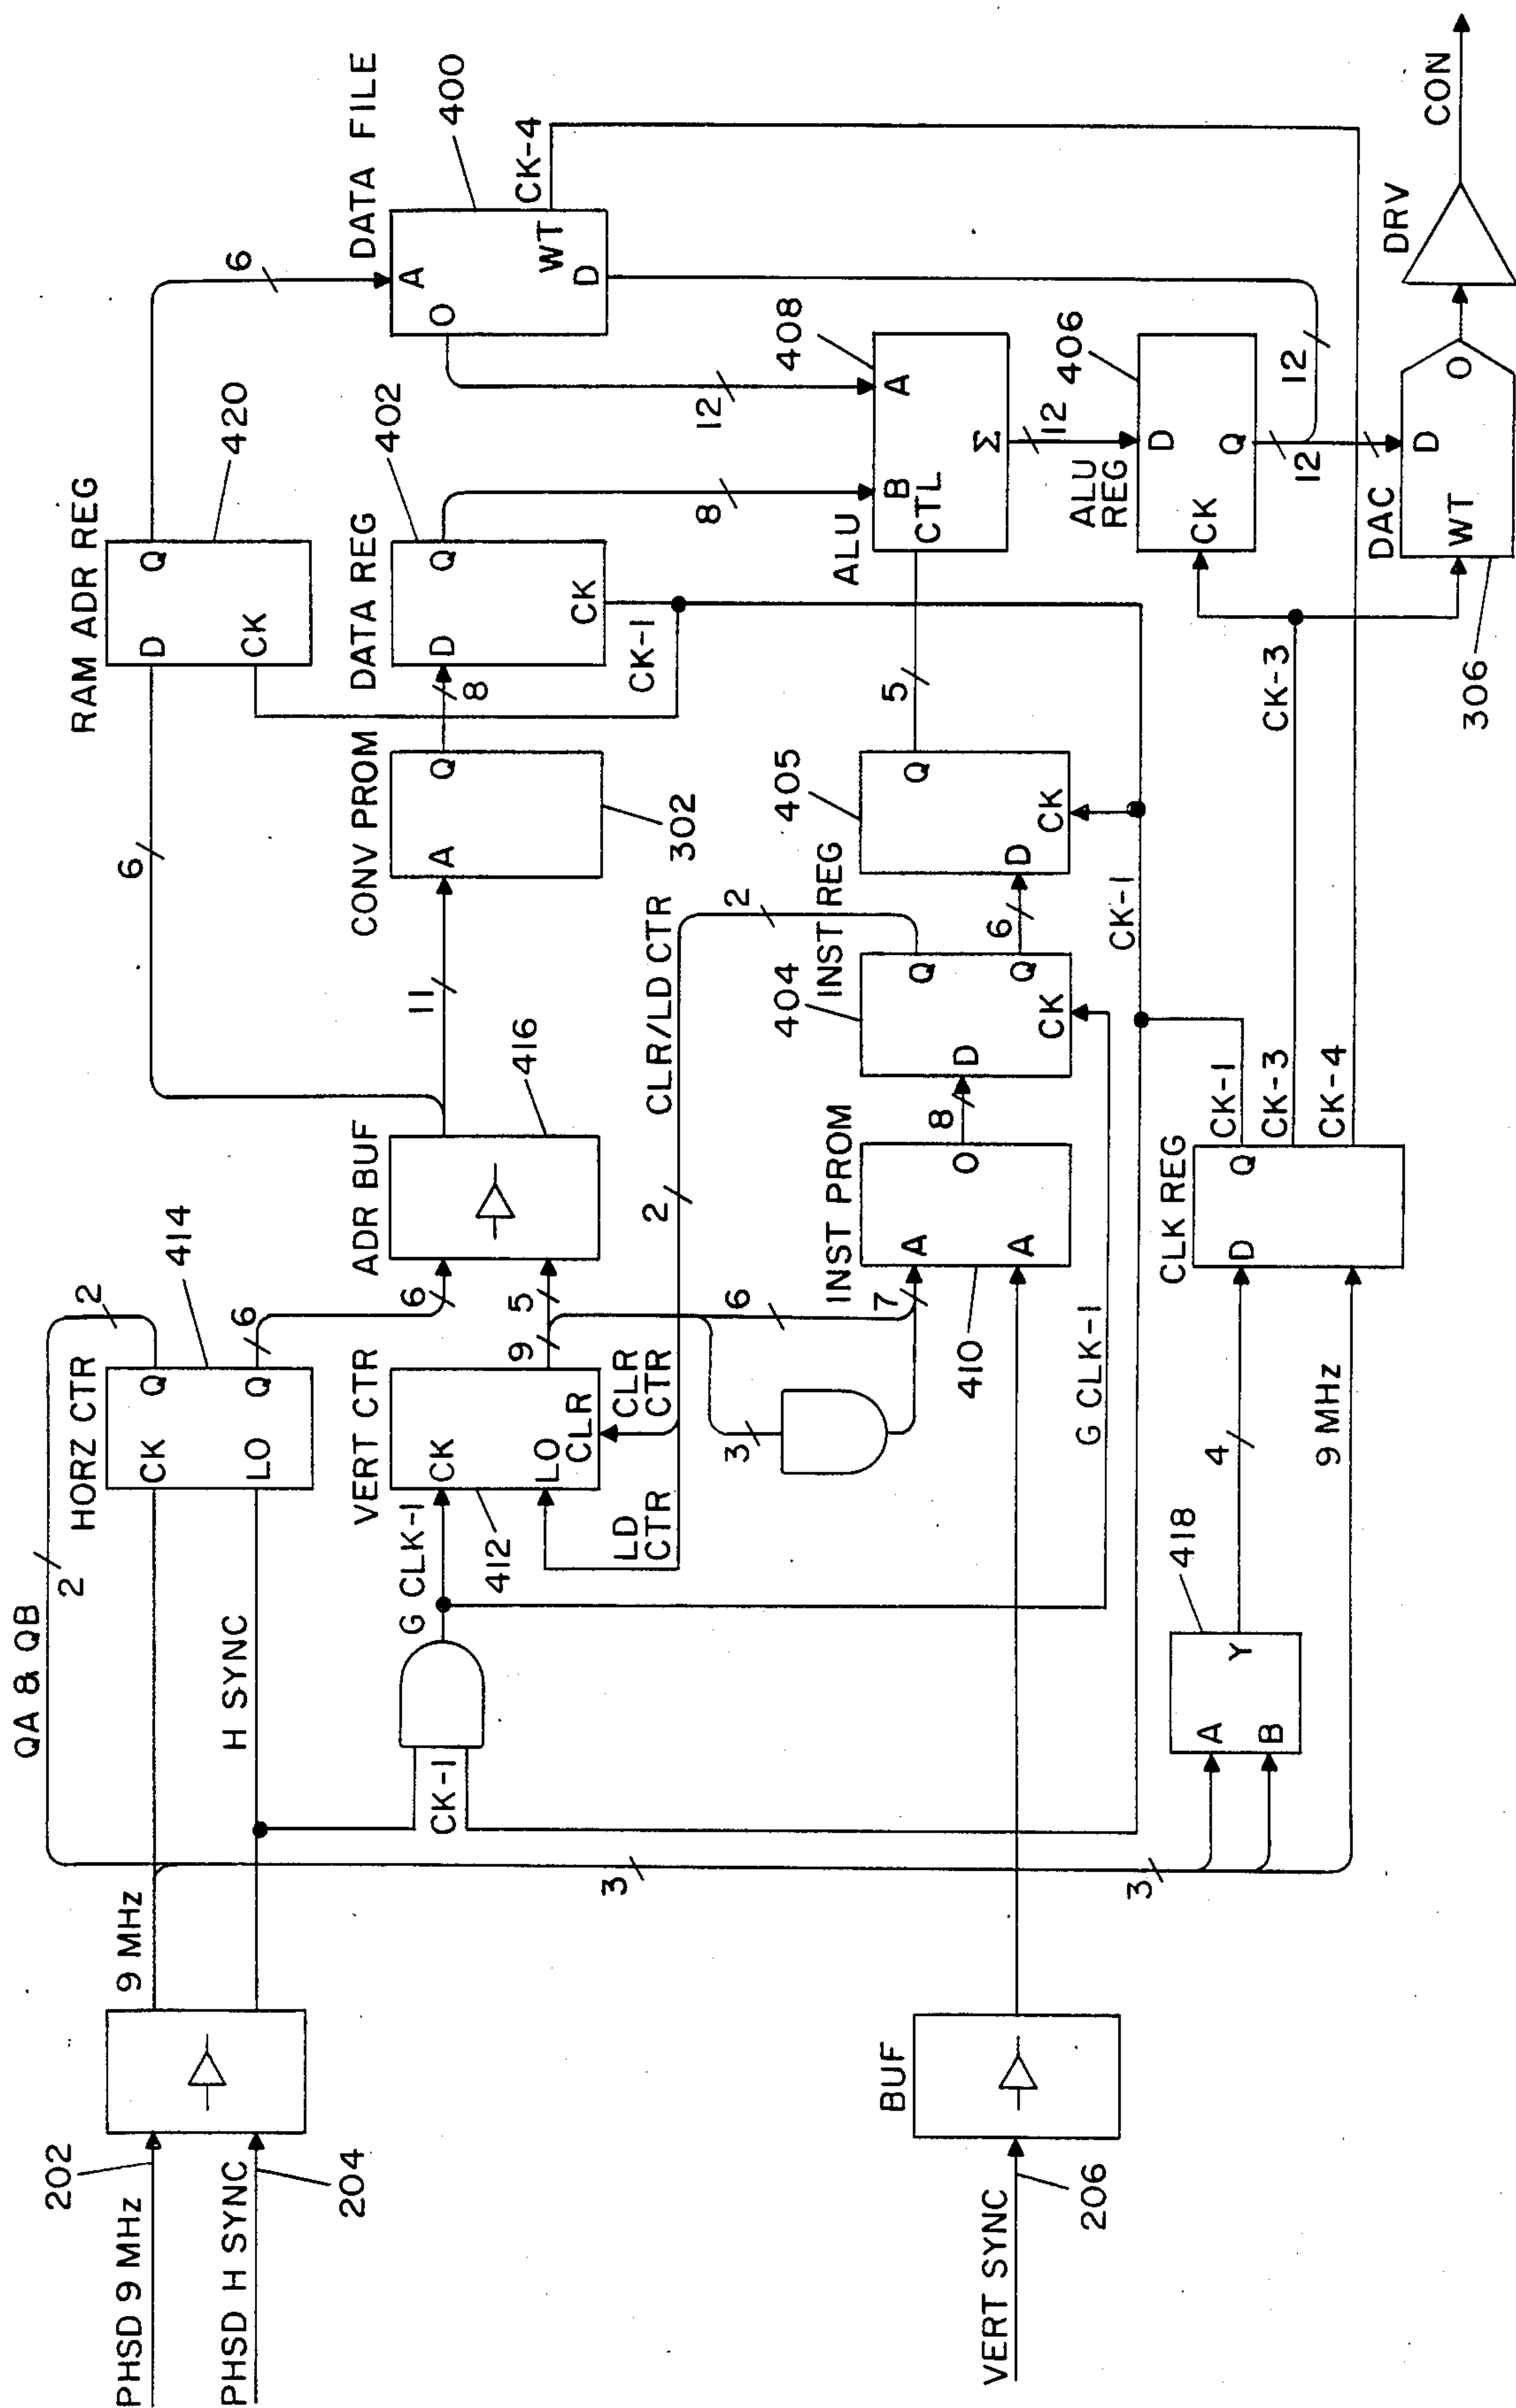 PHSD 9 MHz
202
PHSD H SYNC
204
9 MHz
QA & QB
2
H SYNC
HORZ CTR
CK
Q
LO
Q
2
6
414
6
RAM ADR REG
D
Q
CK
420
6
DATA FILE
A
O
WT
D
400
CK-4
G CLK-1
CK-1
VERT CTR
CK
LO
CLR
412
LD
CTR
CLR
CTR
9
5
6
ADR BUF
416
11
CONV PROM
A
Q
302
8
DATA REG
D
Q
CK
402
CK-1
8
12
CLR/LD CTR
2
2
3
6
7
INST PROM
A
O
A
410
8
404
INST REG
D
Q
Q
CK
6
405
D
Q
CK
5
ALU
B
A
CTL
Σ
408
12
ALU
REG
D
CK
Q
406
12
12
G CLK-1
CK-1
3
3
BUF
VERT SYNC
206
418
A
B
Y
4
9 MHz
CLK REG
D
Q
CK-1
CK-3
CK-4
CK-3
DAC
D
WT
O
306
DRV
CON